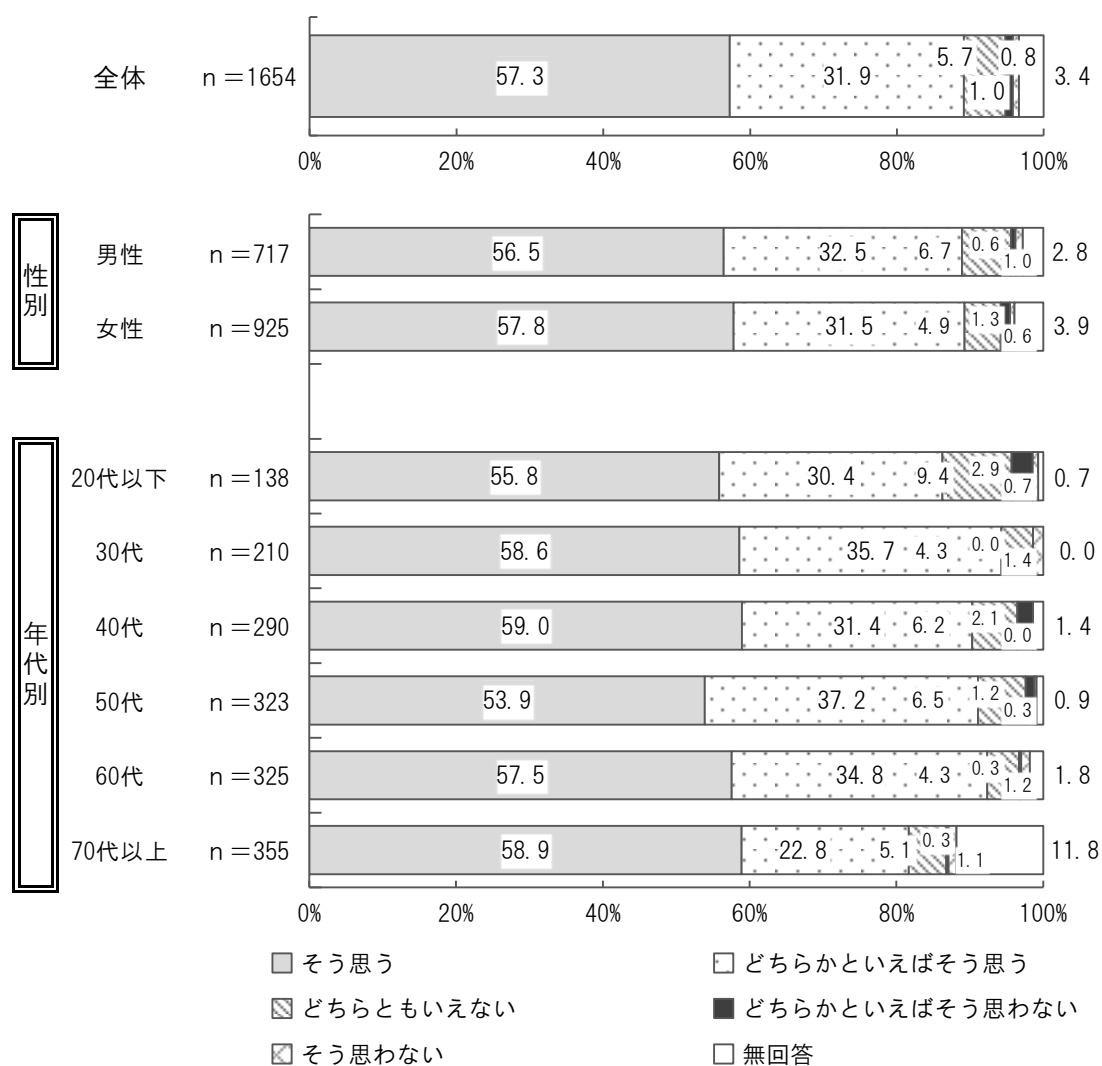 全体 n＝1654 57.3 31.9 5.7 1.0 0.8 3.4
0% 20% 40% 60% 80% 100%
性別
男性 n＝717 56.5 32.5 6.7 0.6 1.0 2.8
女性 n＝925 57.8 31.5 4.9 1.3 0.6 3.9
年代別
20代以下 n＝138 55.8 30.4 9.4 2.9 0.7 0.7
30代 n＝210 58.6 35.7 4.3 0.0 1.4 0.0
40代 n＝290 59.0 31.4 6.2 2.1 0.0 1.4
50代 n＝323 53.9 37.2 6.5 1.2 0.3 0.9
60代 n＝325 57.5 34.8 4.3 0.3 1.2 1.8
70代以上 n＝355 58.9 22.8 5.1 0.3 1.1 11.8
0% 20% 40% 60% 80% 100%
そう思う どちらかといえばそう思う
どちらともいえない どちらかといえばそう思わない
そう思わない 無回答